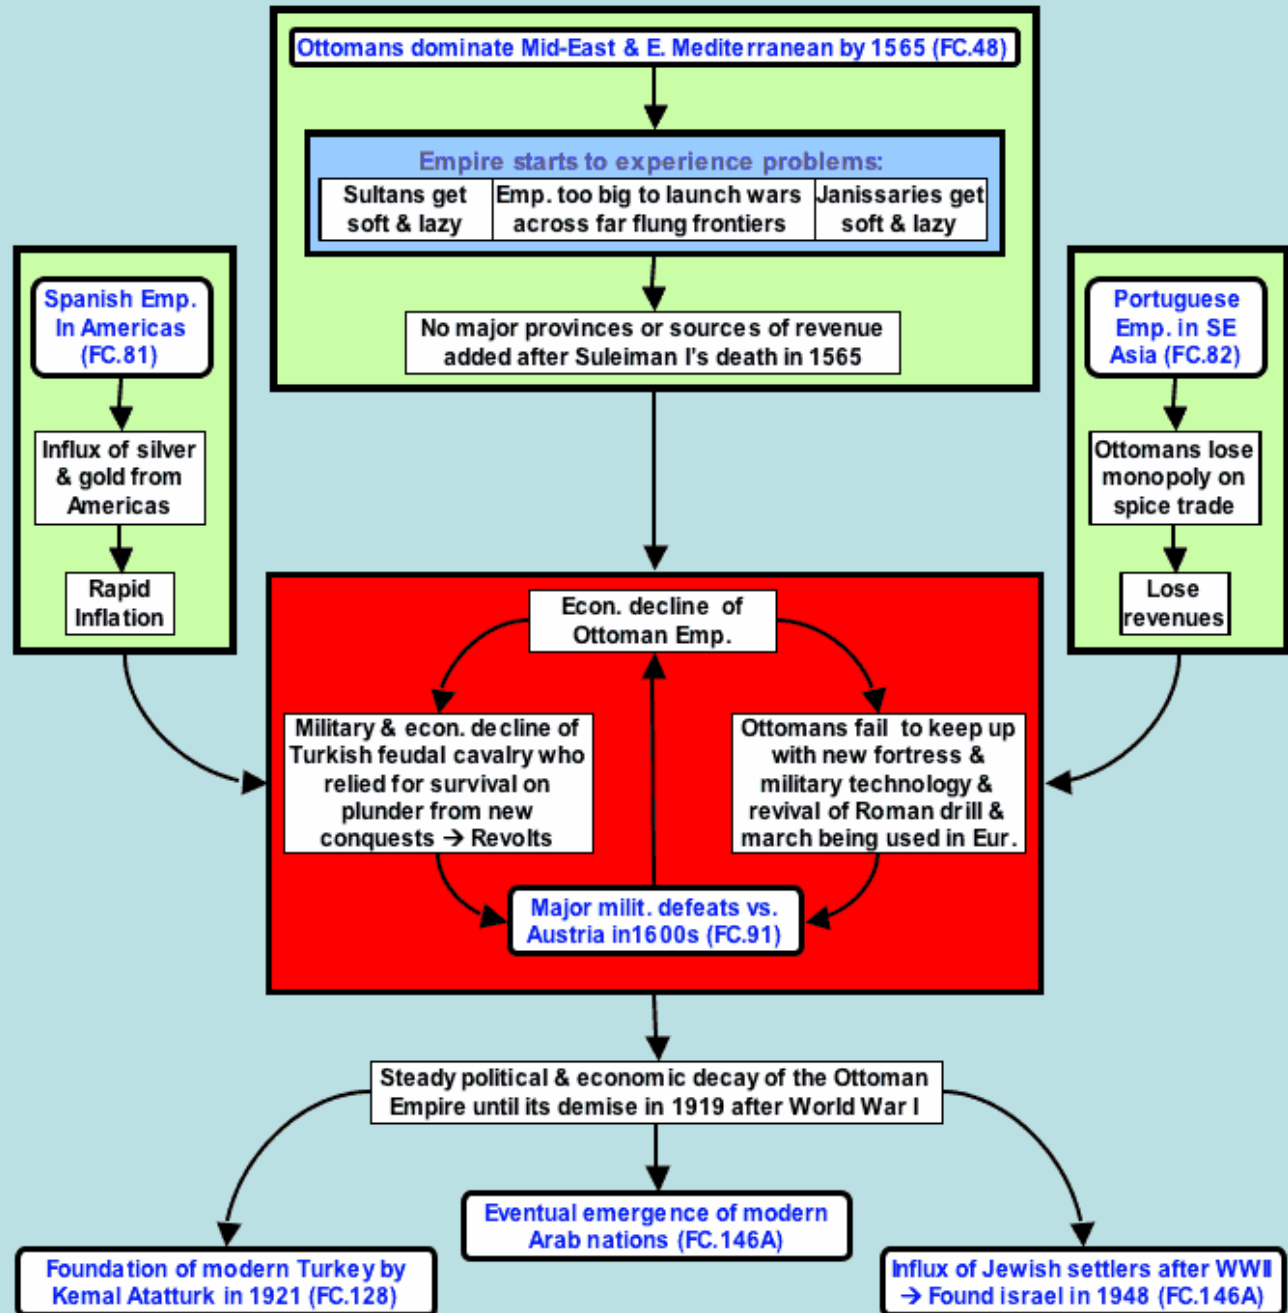 Ottomans dominate Mid-East & E. Mediterranean by 1565 (FC.48)
Empire starts to experience problems:
Sultans get
soft & lazy
Emp. too big to launch wars
across far flung frontiers
Janissaries get
soft & lazy
No major provinces or sources of revenue
added after Suleiman I's death in 1565
Spanish Emp.
In Americas
(FC.81)
Influx of silver
& gold from
Americas
Rapid
Inflation
Portuguese
Emp. in SE
Asia (FC.82)
Ottomans lose
monopoly on
spice trade
Lose
revenues
Econ. decline of
Ottoman Emp.
Military & econ. decline of
Turkish feudal cavalry who
relied for survival on
plunder from new
conquests → Revolts
Ottomans fail to keep up
with new fortress &
military technology &
revival of Roman drill &
march being used in Eur.
Major milit. defeats vs.
Austria in1600s (FC.91)
Steady political & economic decay of the Ottoman
Empire until its demise in 1919 after World War I
Foundation of modern Turkey by
Kemal Atatturk in 1921 (FC.128)
Eventual emergence of modern
Arab nations (FC.146A)
Influx of Jewish settlers after WWII
→ Found israel in 1948 (FC.146A)